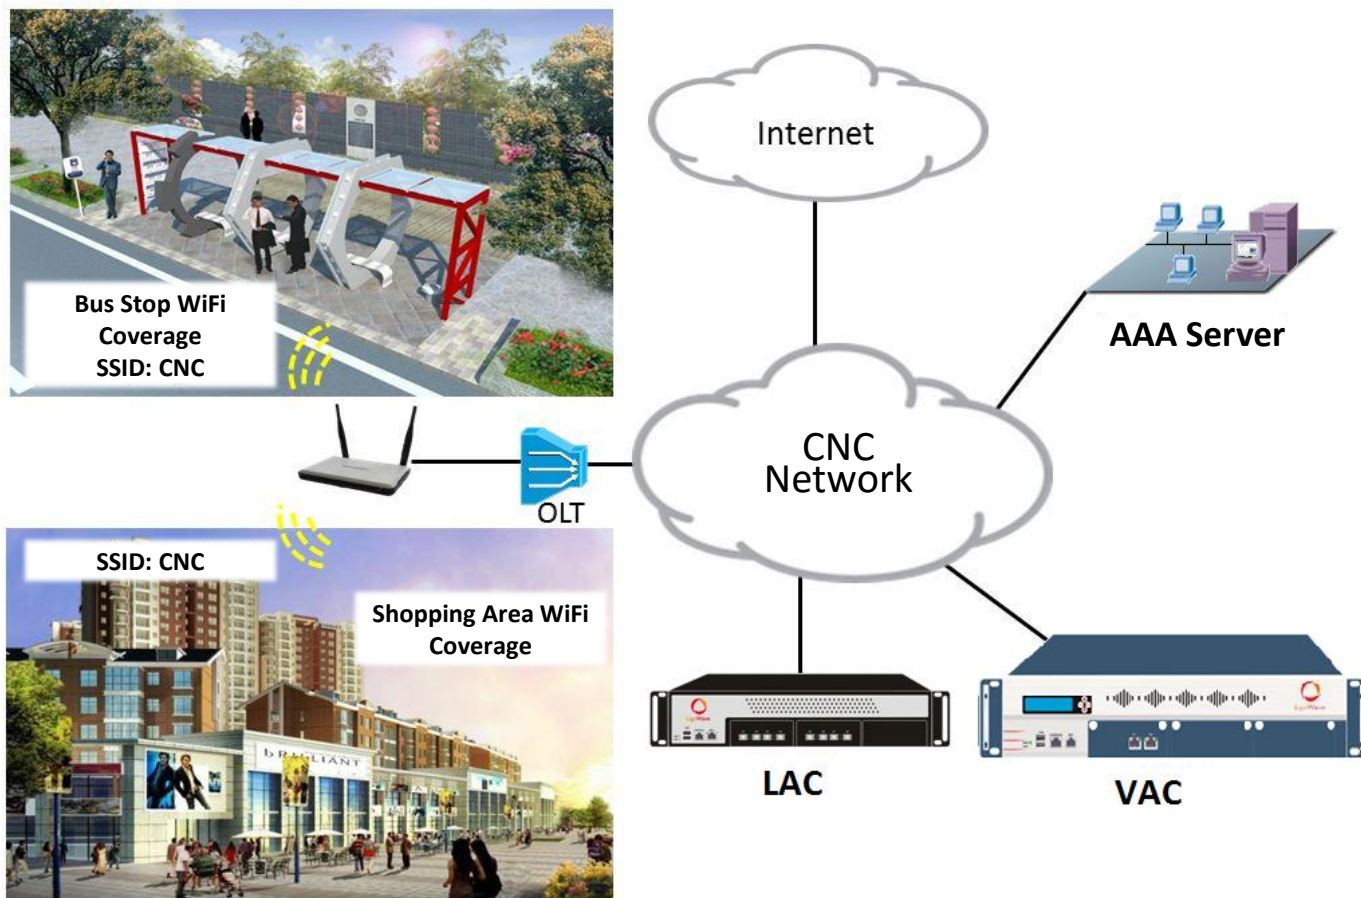 Internet
Bus Stop WiFi
Coverage
SSID: CNC
AAA Server
CNC
Network
OLT
SSID: CNC
Shopping Area WiFi
Coverage
bRILLIANT
LAC
VAC